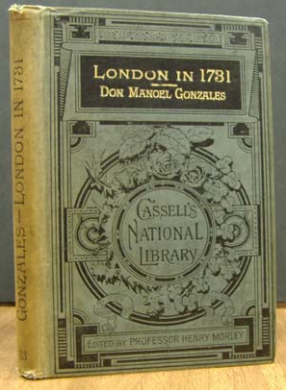 LONDON IN 1731
DON MANOEL GONZALES
CASSELL'S
NATIONAL
LIBRARY
EDITED BY PROFESSOR HENRY MORLEY
GONZALES—LONDON IN 1731